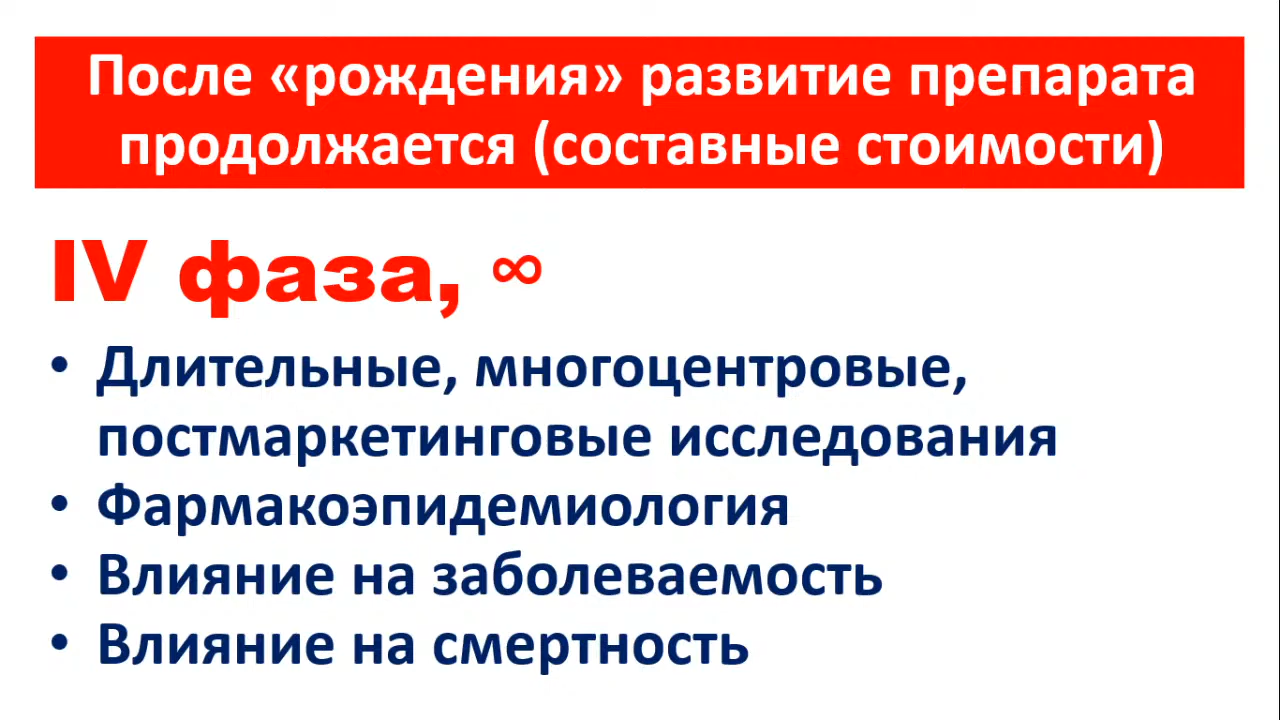 После «рождения» развитие препарата
продолжается (составные стоимости)
IV фаза, ∞
• Длительные, многоцентровые,
постмаркетинговые исследования
• Фармакоэпидемиология
• Влияние на заболеваемость
• Влияние на смертность